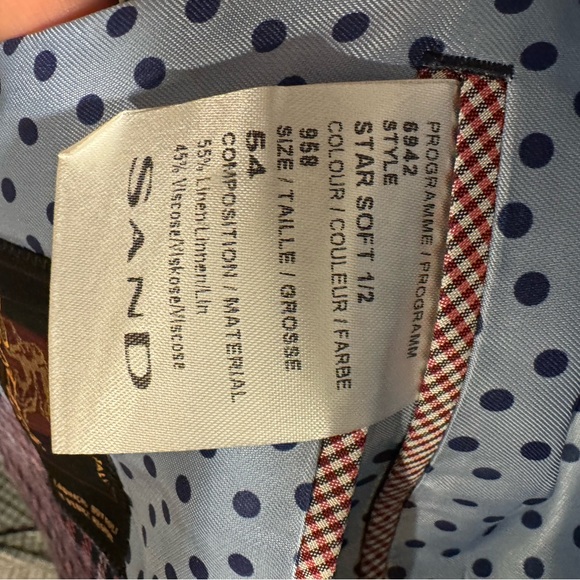 PROGRAMME / PROGRAMM
6942
STYLE
STAR SOFT 1/2
COLOUR / COULEUR / FARBE
958
SIZE / TAILLE / GRÖSSE
54
COMPOSITION / MATERIAL
55% Linen/Linnen/Lin
45% Viscose/Viskose/Viscose
SAND